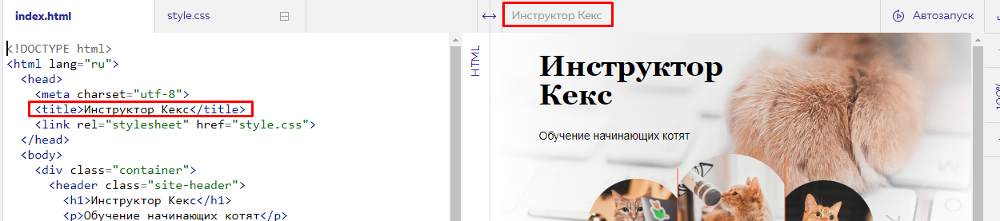 index.html
style.css
Инструктор Кекс
Автозапуск
<!DOCTYPE html>
<html lang="ru">
<head>
<meta charset="utf-8">
<title>Инструктор Кекс</title>
<link rel="stylesheet" href="style.css">
</head>
<body>
<div class="container">
<header class="site-header">
<h1>Инструктор Кекс</h1>
<p>Обучение начинающих котят</p>
HTML
Инструктор
Кекс
Обучение начинающих котят